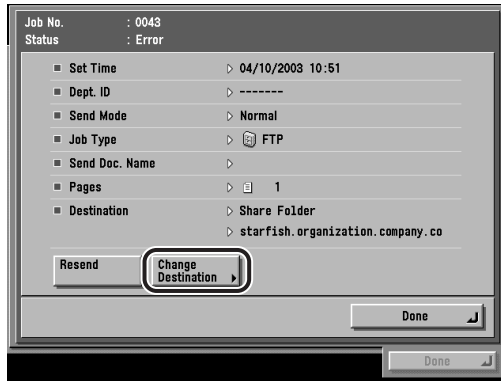 Job No. : 0043
Status : Error
Set Time 04/10/2003 10:51
Dept. ID -------
Send Mode Normal
Job Type FTP
Send Doc. Name
Pages 1
Destination Share Folder
starfish.organization.company.co
Resend
Change
Destination
Done
Done